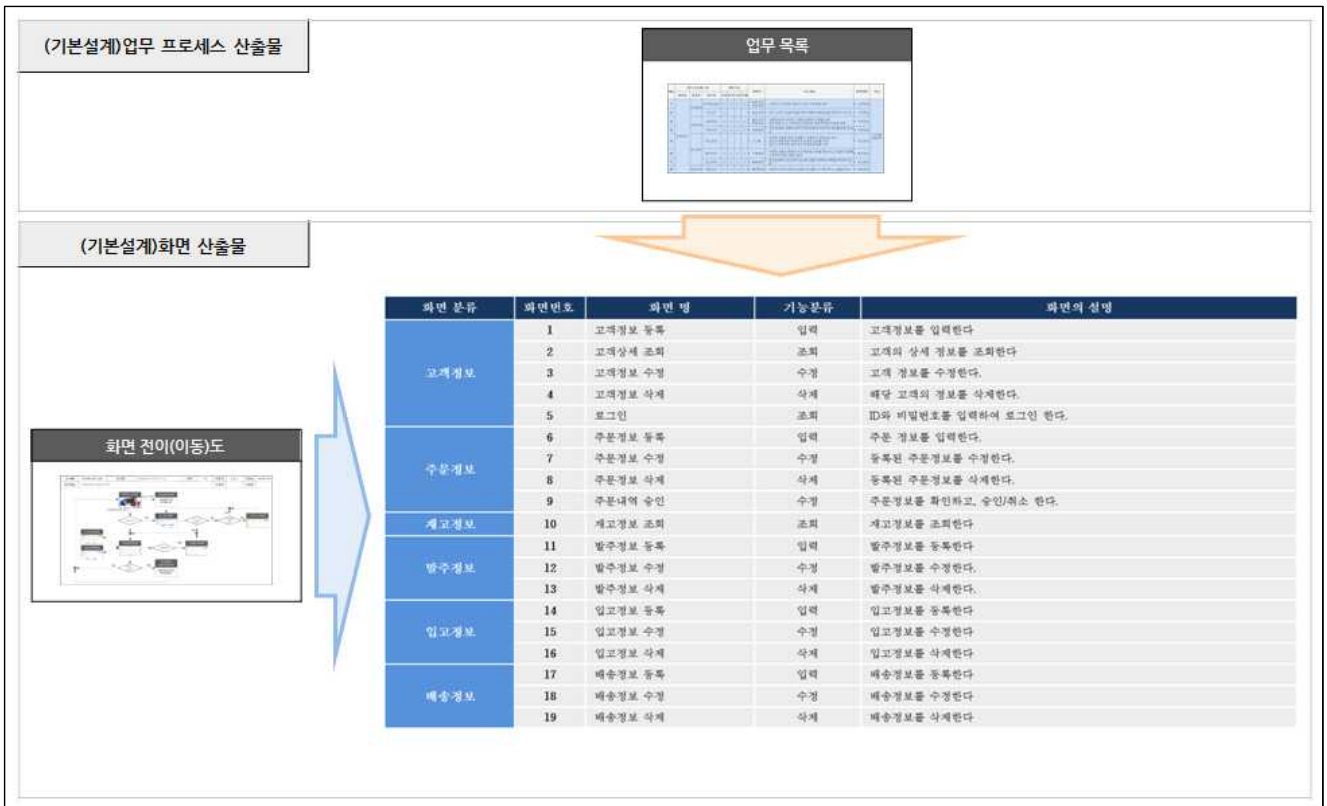 (기본설계)업무 프로세스 산출물
업무 목록
(기본설계)화면 산출물
화면 전이(이동)도
화면 분류 화면번호 화면 명 기능분류 화면의 설명
고객정보
1 고객정보 등록 입력 고객정보를 입력한다
2 고객상세 조회 조회 고객의 상세 정보를 조회한다
3 고객정보 수정 수정 고객 정보를 수정한다.
4 고객정보 삭제 삭제 해당 고객의 정보를 삭제한다.
5 로그인 조회 ID와 비밀번호를 입력하여 로그인 한다.
주문정보
6 주문정보 등록 입력 주문 정보를 입력한다.
7 주문정보 수정 수정 등록된 주문정보를 수정한다.
8 주문정보 삭제 삭제 등록된 주문정보를 삭제한다.
9 주문내역 승인 수정 주문정보를 확인하고, 승인/취소 한다.
재고정보
10 재고정보 조회 조회 재고정보를 조회한다
발주정보
11 발주정보 등록 입력 발주정보를 등록한다
12 발주정보 수정 수정 발주정보를 수정한다.
13 발주정보 삭제 삭제 발주정보를 삭제한다.
입고정보
14 입고정보 등록 입력 입고정보를 등록한다
15 입고정보 수정 수정 입고정보를 수정한다
16 입고정보 삭제 삭제 입고정보를 삭제한다
배송정보
17 배송정보 등록 입력 배송정보를 등록한다
18 배송정보 수정 수정 배송정보를 수정한다
19 배송정보 삭제 삭제 배송정보를 삭제한다